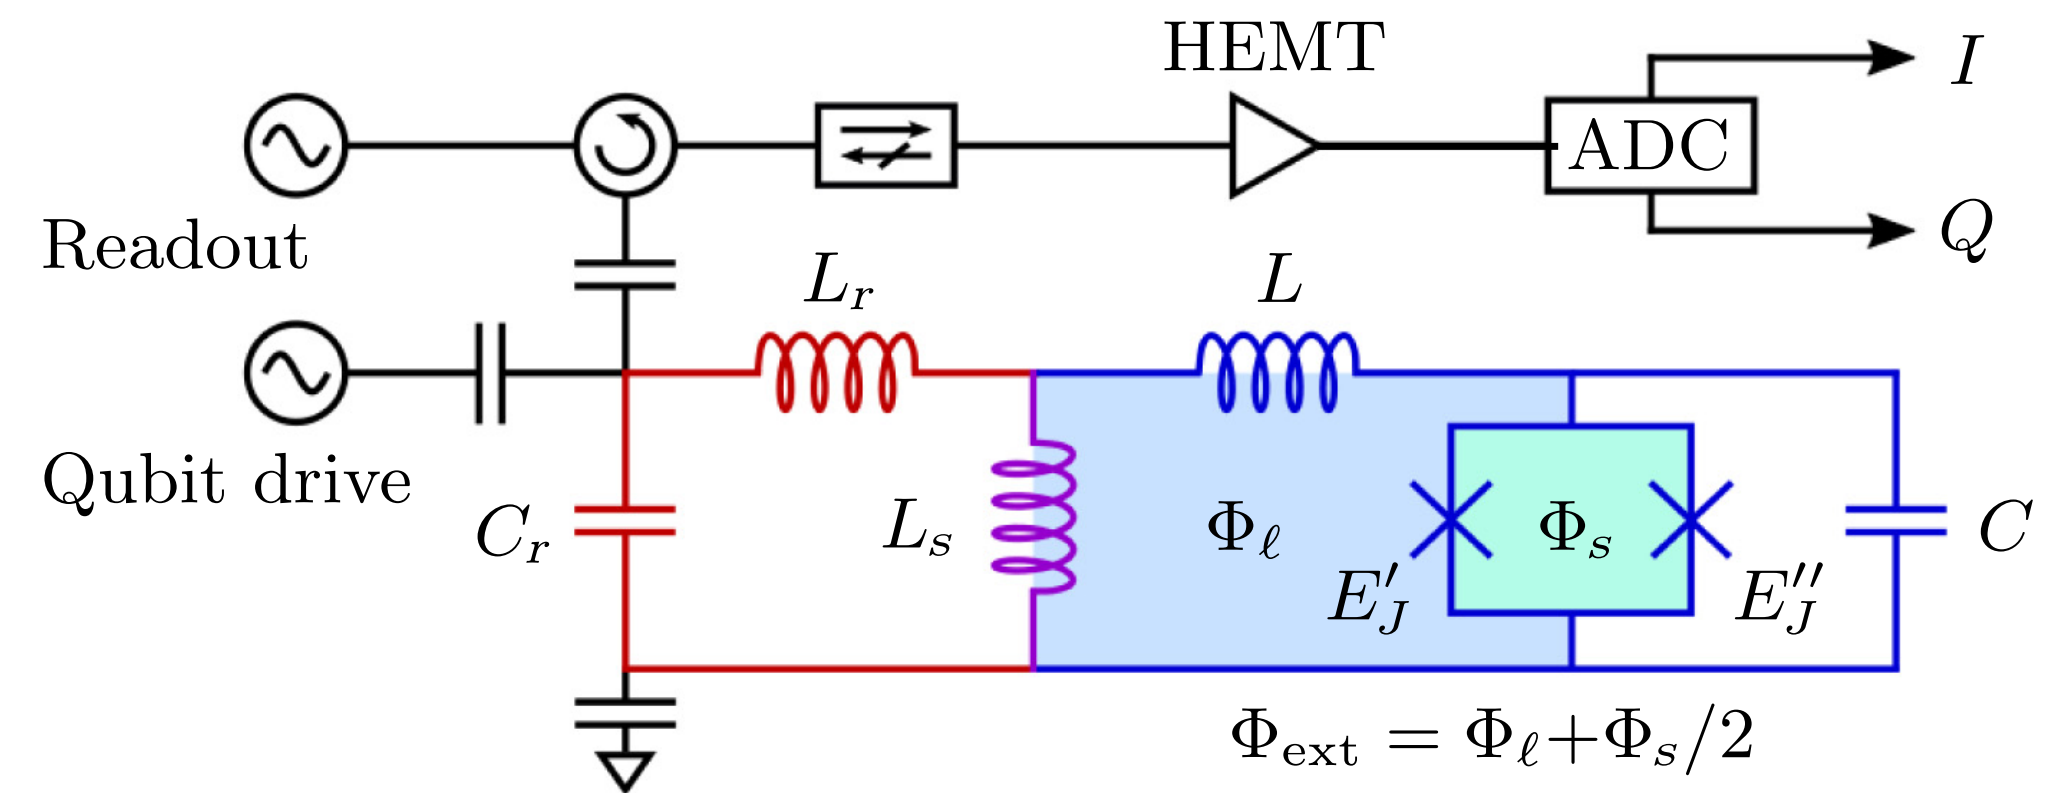 HEMT
I
ADC
Readout
Q
L_r
L
Qubit drive
C_r
L_s
Φ_ℓ
Φ_s
C
E′_J
E″_J
Φ_ext = Φ_ℓ+Φ_s/2